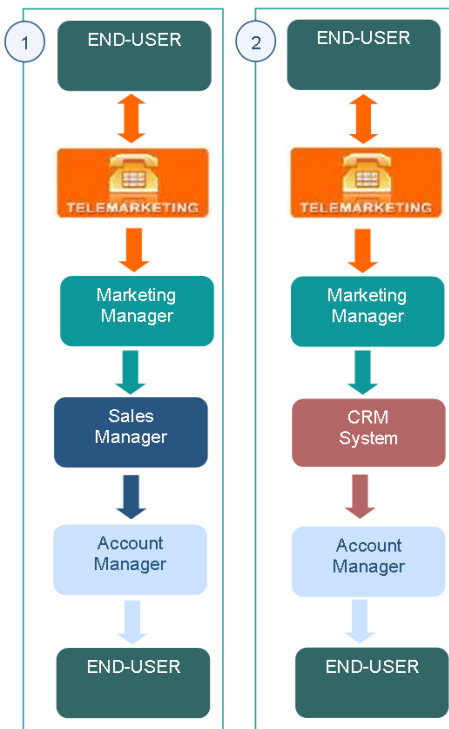 1
END-USER
TELEMARKETING
Marketing
Manager
Sales
Manager
Account
Manager
END-USER
2
END-USER
TELEMARKETING
Marketing
Manager
CRM
System
Account
Manager
END-USER